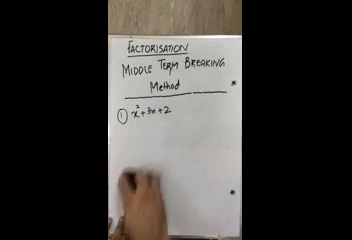 FACTORISATION
MIDDLE TERM BREAKING
Method
① x² + 3x + 2